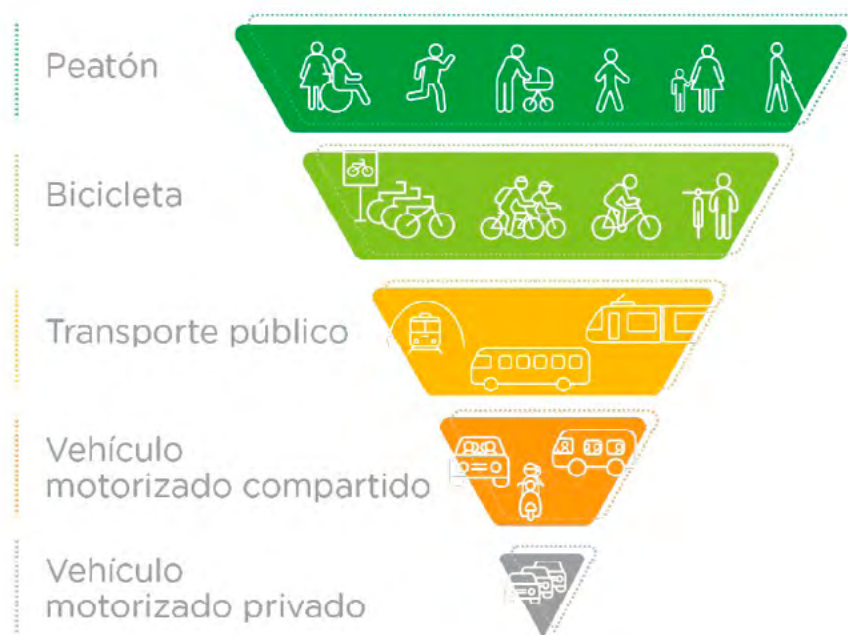 Peatón
Bicicleta
Transporte público
Vehículo
motorizado compartido
Vehículo
motorizado privado